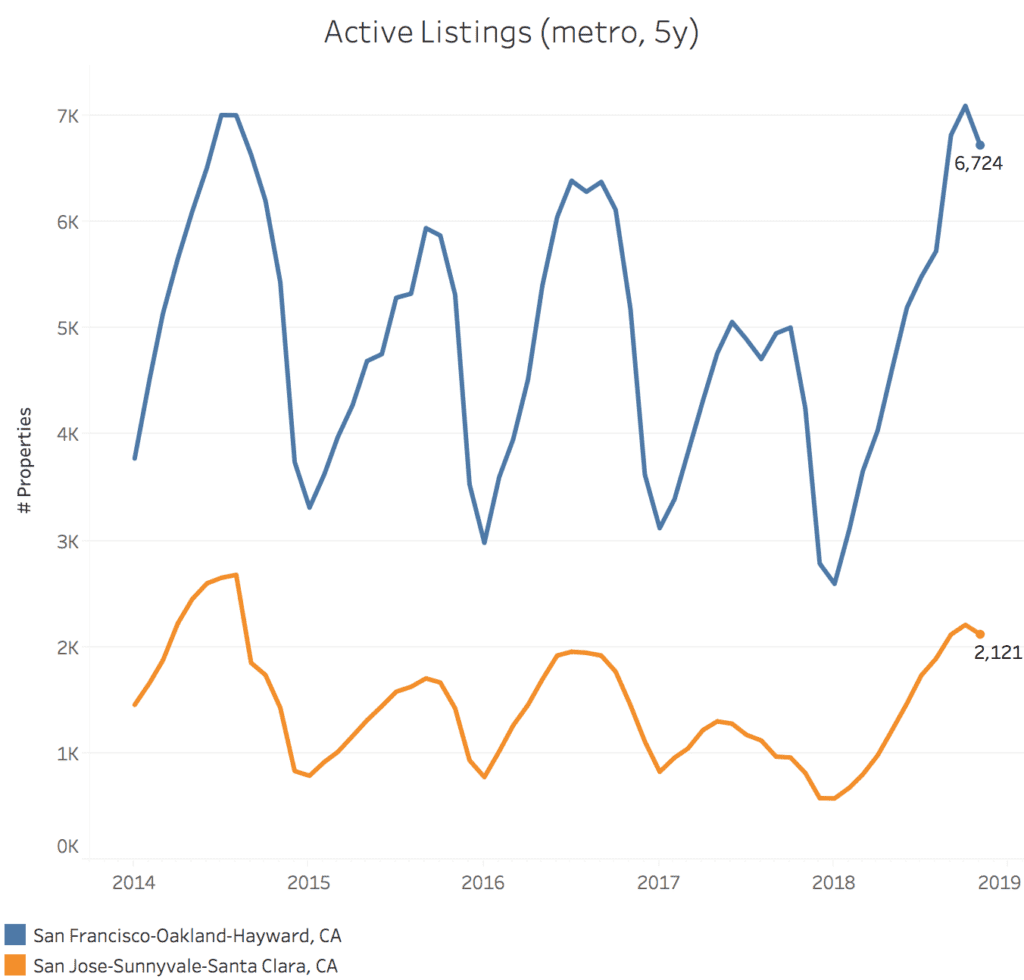 Active Listings (metro, 5y)
# Properties
7K
6K
5K
4K
3K
2K
1K
0K
6,724
2,121
2014 2015 2016 2017 2018 2019
San Francisco-Oakland-Hayward, CA
San Jose-Sunnyvale-Santa Clara, CA